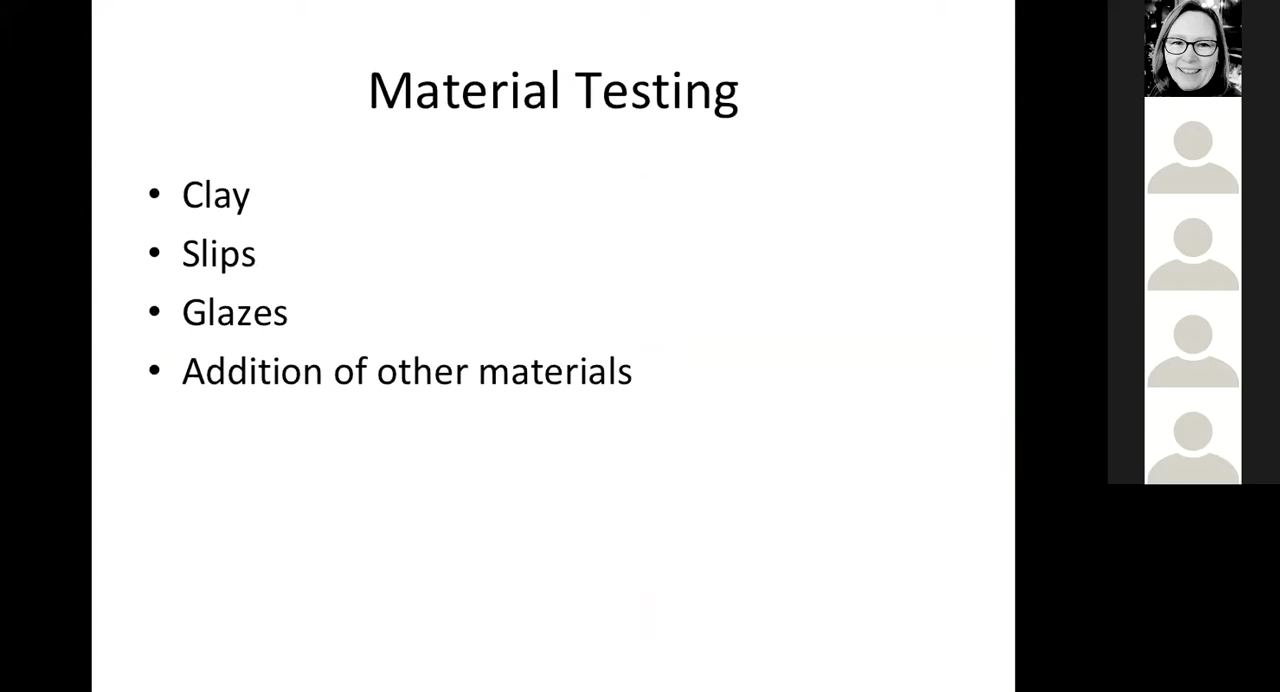 Material Testing
• Clay
• Slips
• Glazes
• Addition of other materials